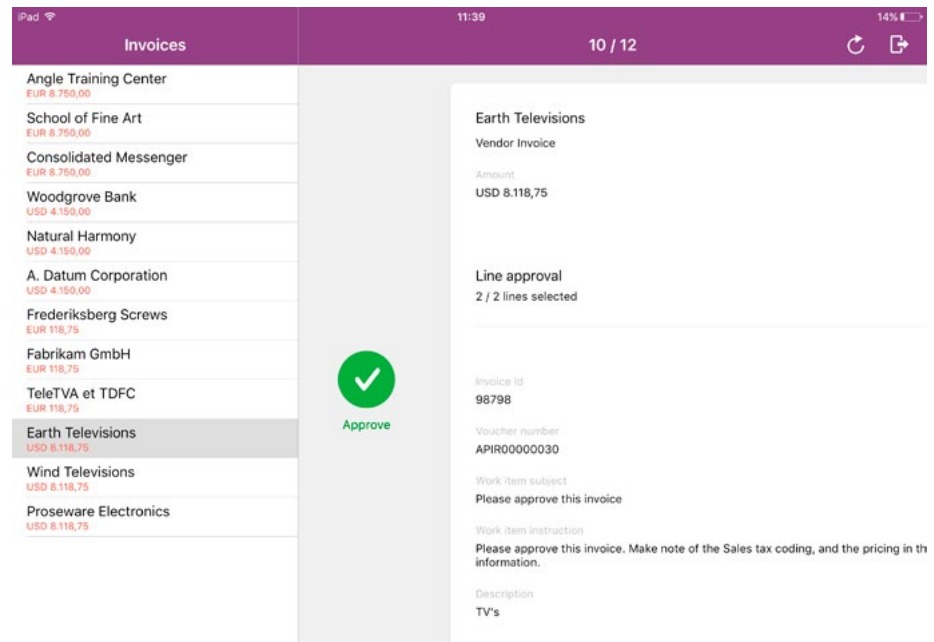 iPad
11:39
14%
Invoices
10 / 12
Angle Training Center
EUR 8.750,00
School of Fine Art
EUR 8.750,00
Consolidated Messenger
EUR 8.750,00
Woodgrove Bank
USD 4.150,00
Natural Harmony
USD 4.150,00
A. Datum Corporation
USD 4.150,00
Frederiksberg Screws
EUR 118,75
Fabrikam GmbH
EUR 118,75
TeleTVA et TDFC
EUR 118,75
Earth Televisions
USD 8.118,75
Wind Televisions
USD 8.118,75
Proseware Electronics
USD 8.118,75
Approve
Earth Televisions
Vendor Invoice
Amount
USD 8.118,75
Line approval
2 / 2 lines selected
Invoice Id
98798
Voucher number
APIR00000030
Work item subject
Please approve this invoice
Work item instruction
Please approve this invoice. Make note of the Sales tax coding, and the pricing in
information.
Description
TV's